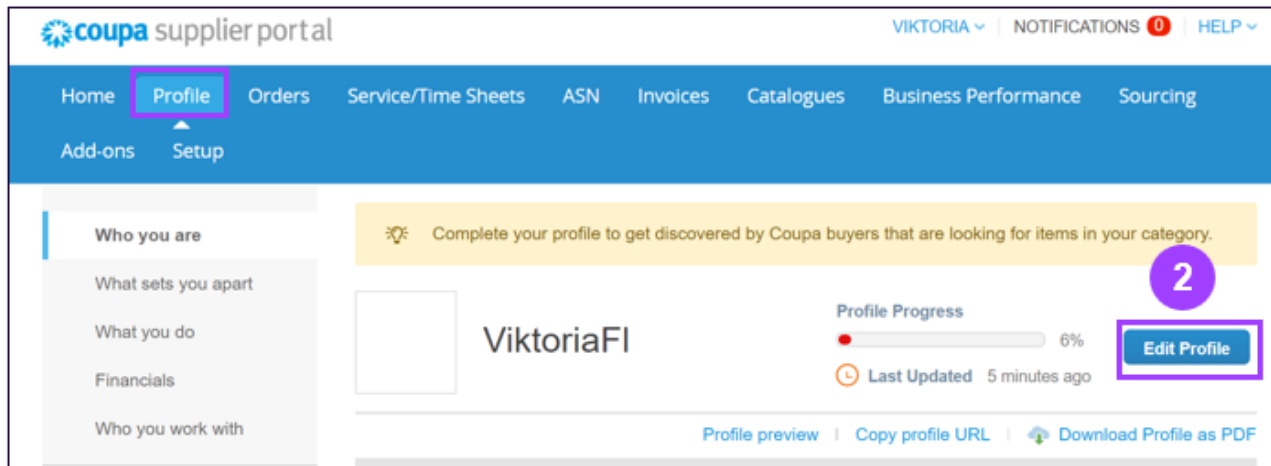 coupa supplier portal
VIKTORIA NOTIFICATIONS 0 HELP
Home Profile Orders Service/Time Sheets ASN Invoices Catalogues Business Performance Sourcing
Add-ons Setup
Who you are
What sets you apart
What you do
Financials
Who you work with
Complete your profile to get discovered by Coupa buyers that are looking for items in your category.
2
ViktoriaFI
Profile Progress
6%
Edit Profile
Last Updated 5 minutes ago
Profile preview | Copy profile URL | Download Profile as PDF